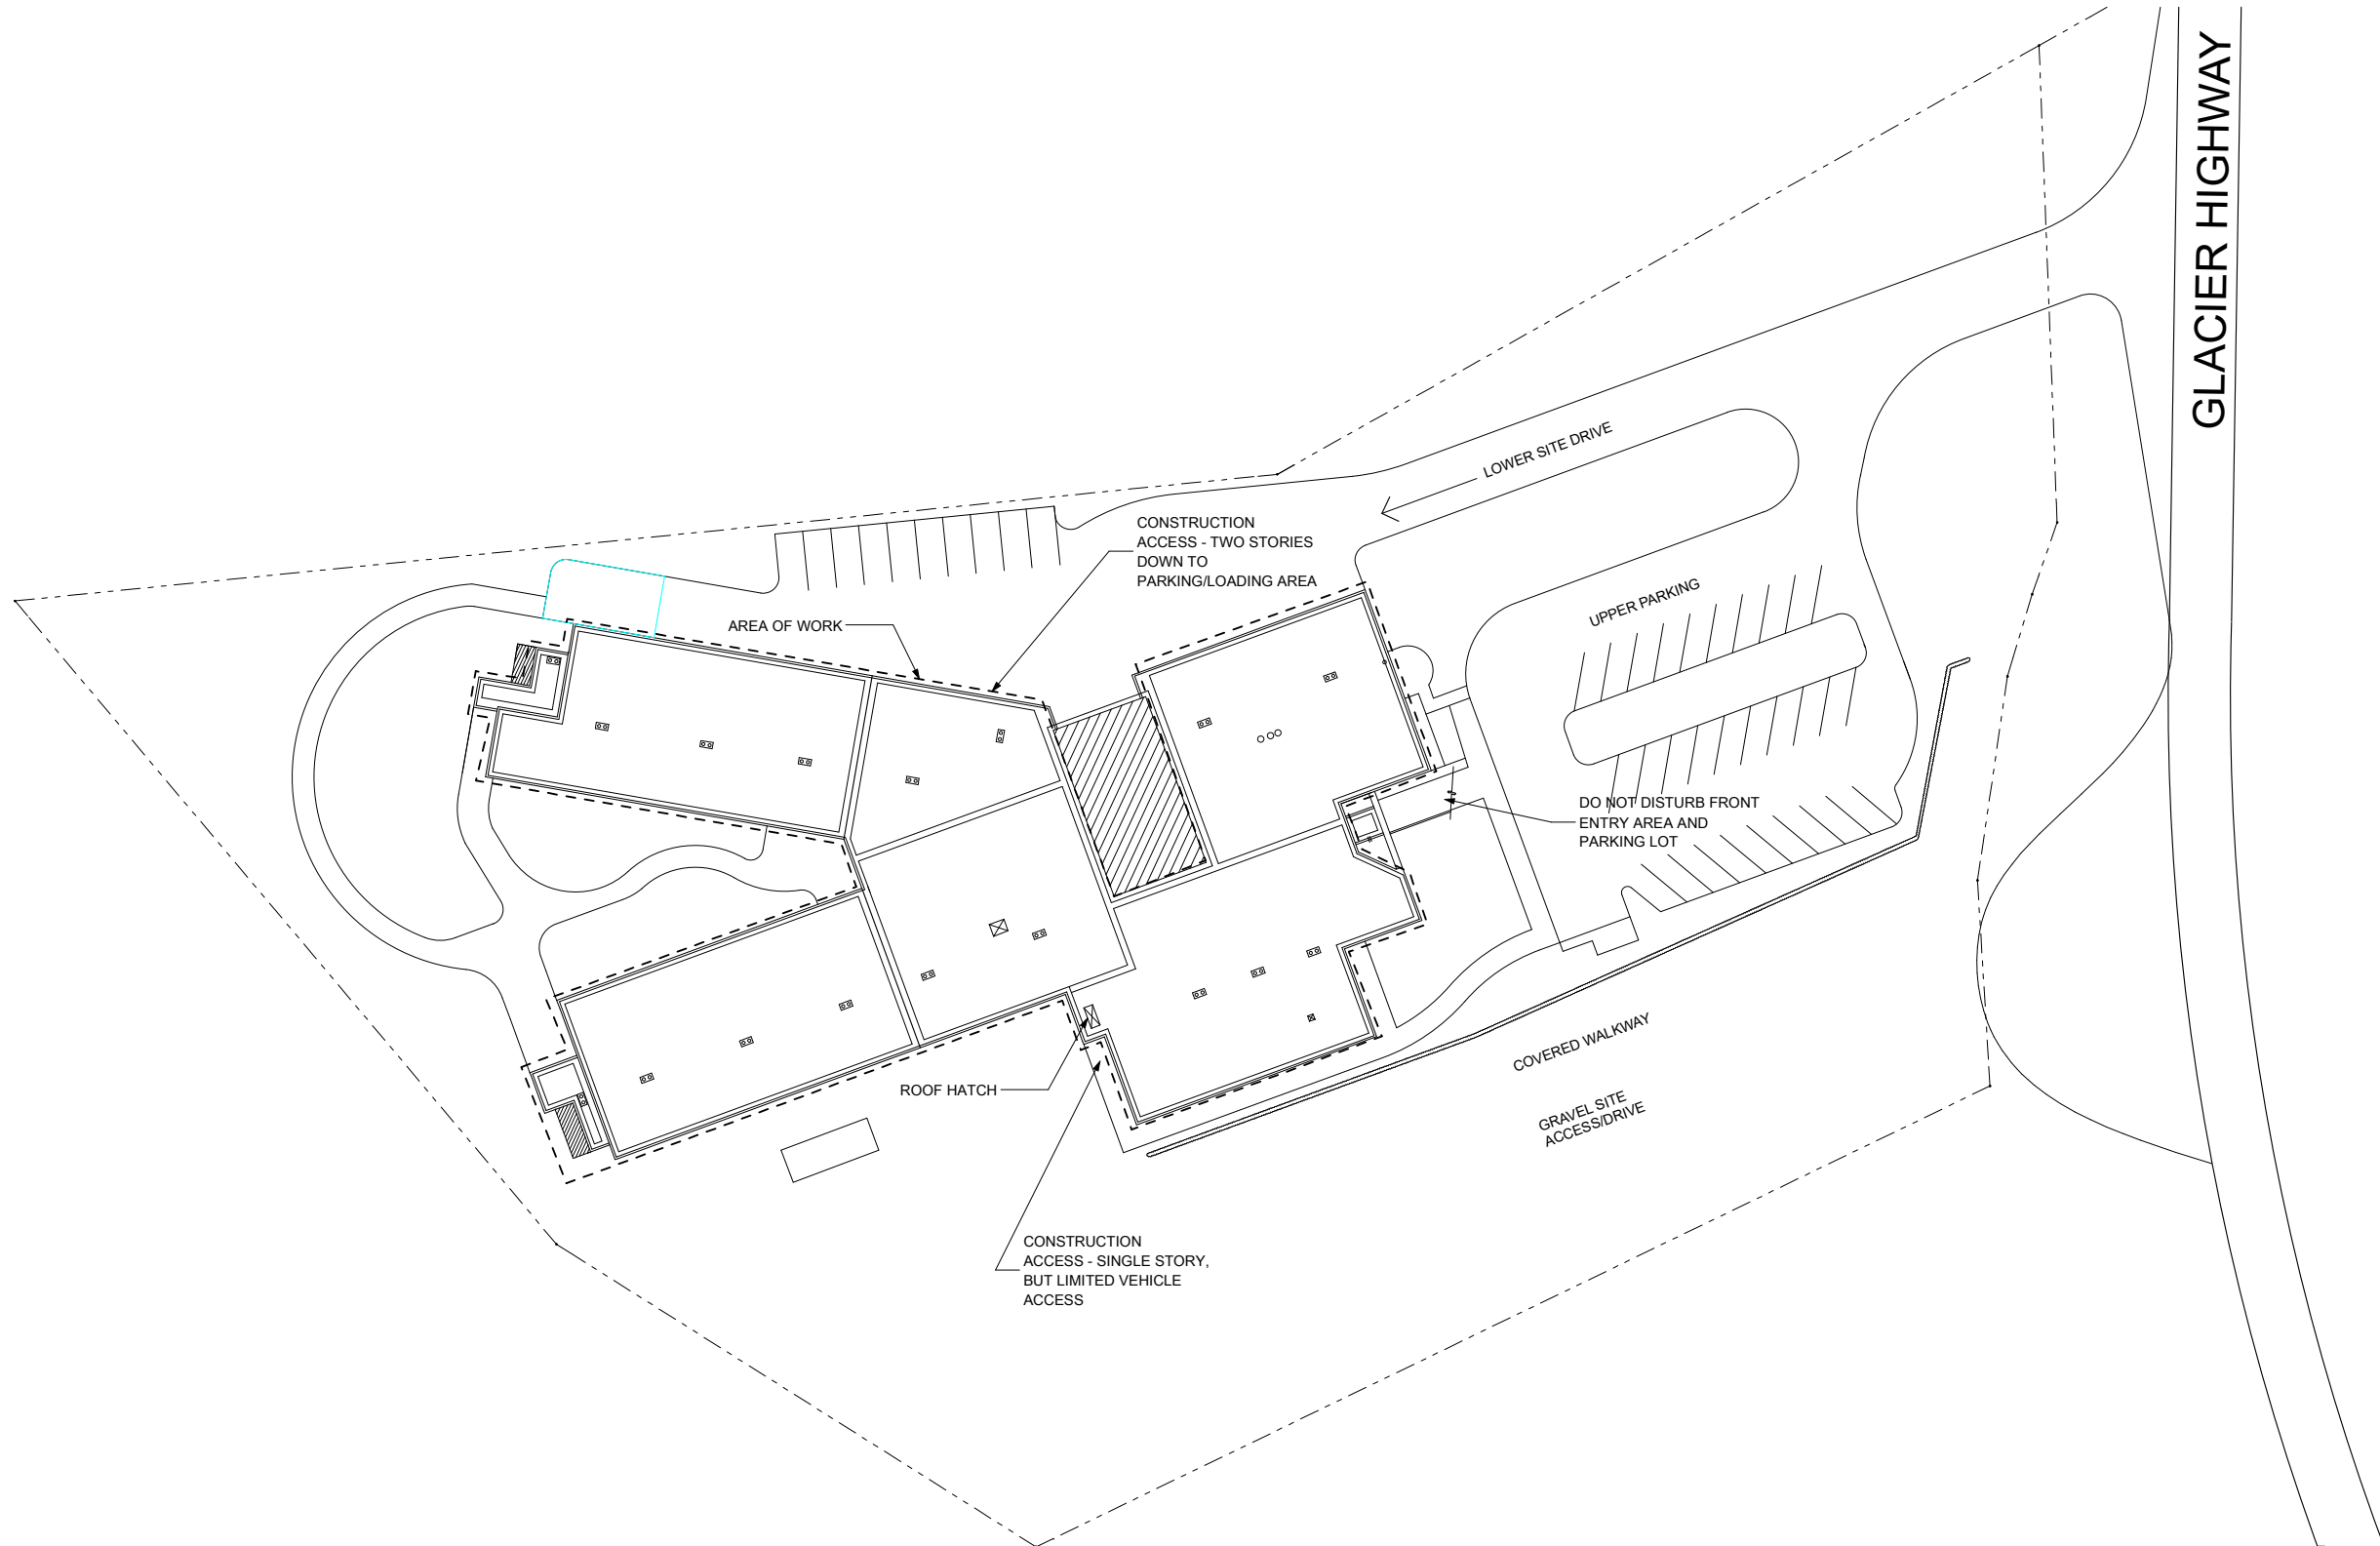 GLACIER HIGHWAY
LOWER SITE DRIVE
CONSTRUCTION
ACCESS - TWO STORIES
DOWN TO
PARKING/LOADING AREA
UPPER PARKING
AREA OF WORK
DO NOT DISTURB FRONT
ENTRY AREA AND
PARKING LOT
COVERED WALKWAY
ROOF HATCH
GRAVEL SITE
ACCESS/DRIVE
CONSTRUCTION
ACCESS - SINGLE STORY,
BUT LIMITED VEHICLE
ACCESS